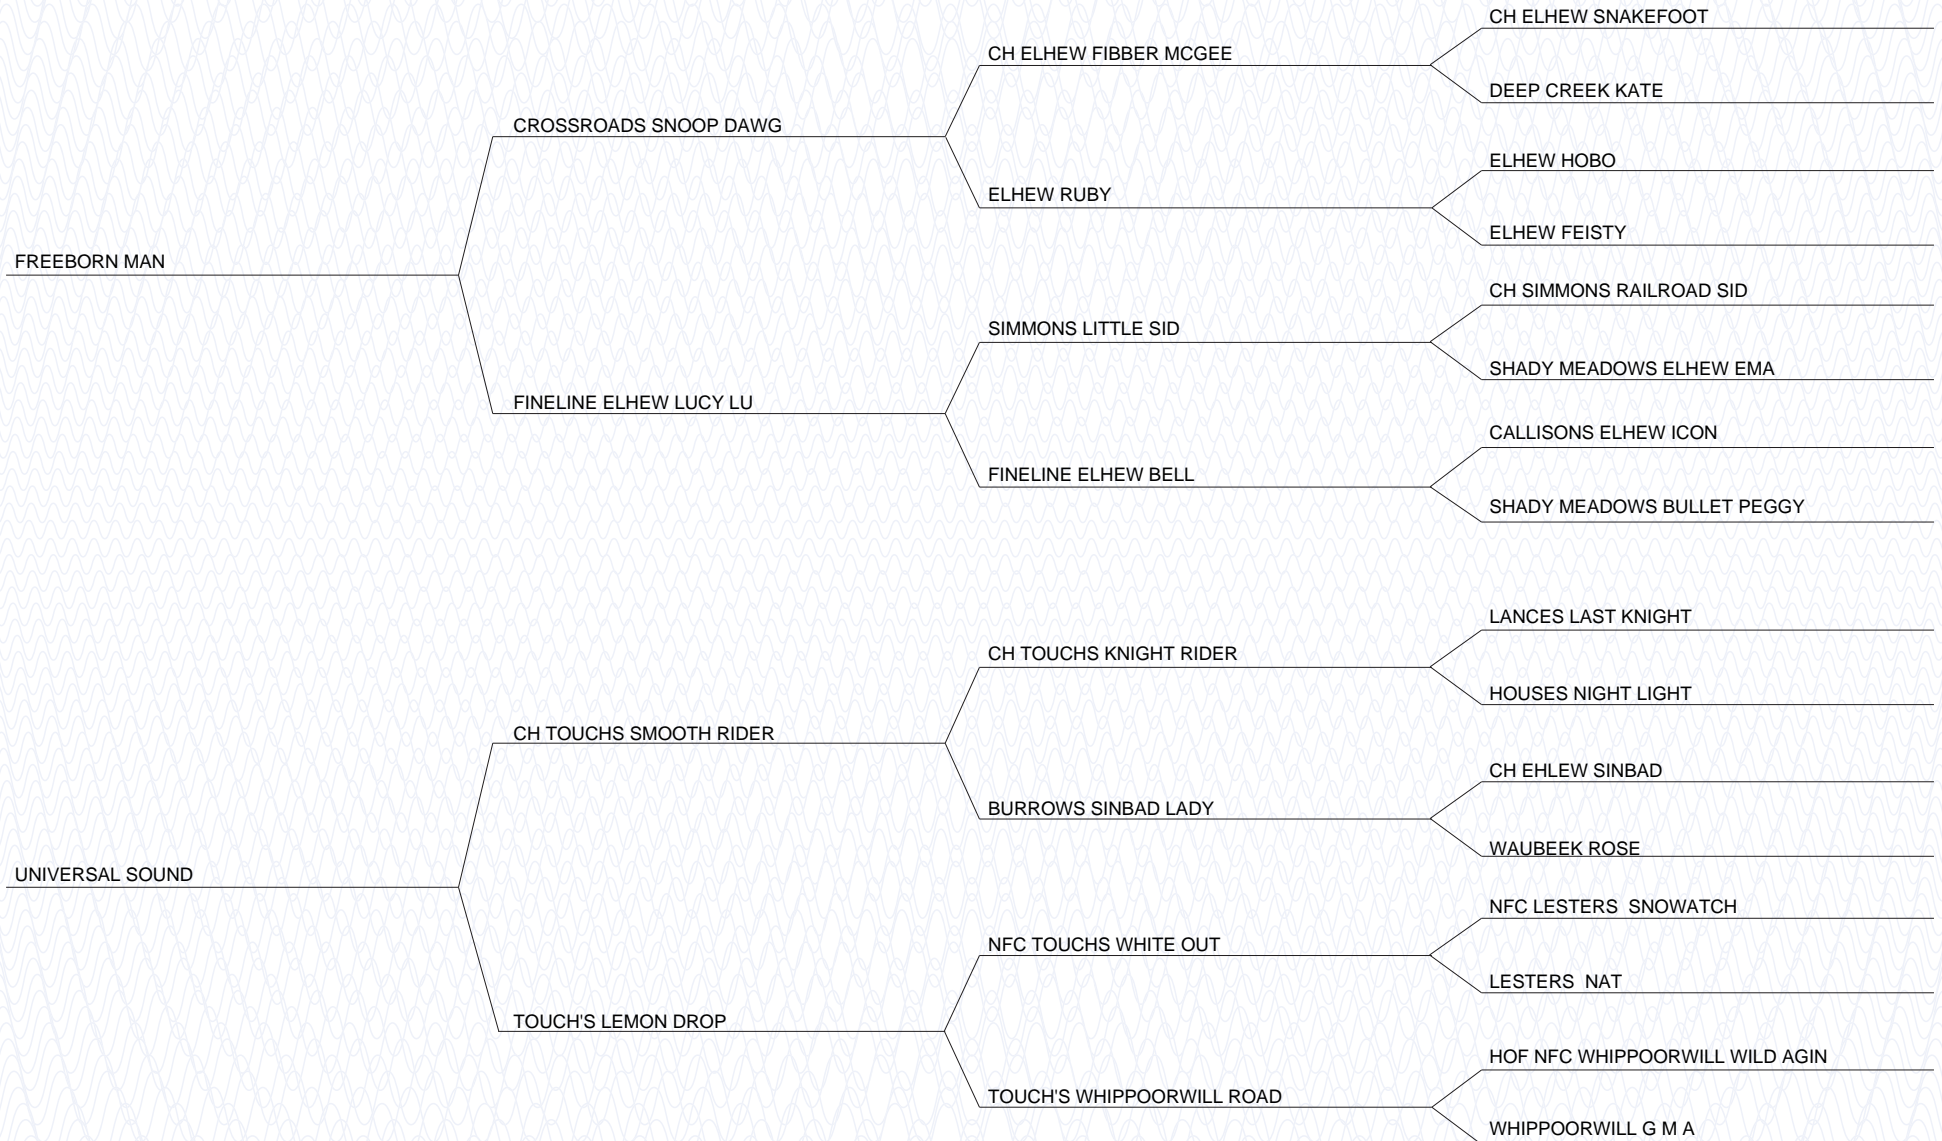 CH ELHEW SNAKEFOOT
CH ELHEW FIBBER MCGEE
DEEP CREEK KATE
CROSSROADS SNOOP DAWG
ELHEW HOBO
ELHEW RUBY
ELHEW FEISTY
FREEBORN MAN
CH SIMMONS RAILROAD SID
SIMMONS LITTLE SID
SHADY MEADOWS ELHEW EMA
FINELINE ELHEW LUCY LU
CALLISONS ELHEW ICON
FINELINE ELHEW BELL
SHADY MEADOWS BULLET PEGGY
LANCES LAST KNIGHT
CH TOUCHS KNIGHT RIDER
HOUSES NIGHT LIGHT
CH TOUCHS SMOOTH RIDER
CH EHLEW SINBAD
BURROWS SINBAD LADY
WAUBEEK ROSE
UNIVERSAL SOUND
NFC LESTERS  SNOWATCH
NFC TOUCHS WHITE OUT
LESTERS  NAT
TOUCH'S LEMON DROP
HOF NFC WHIPPOORWILL WILD AGIN
TOUCH'S WHIPPOORWILL ROAD
WHIPPOORWILL G M A